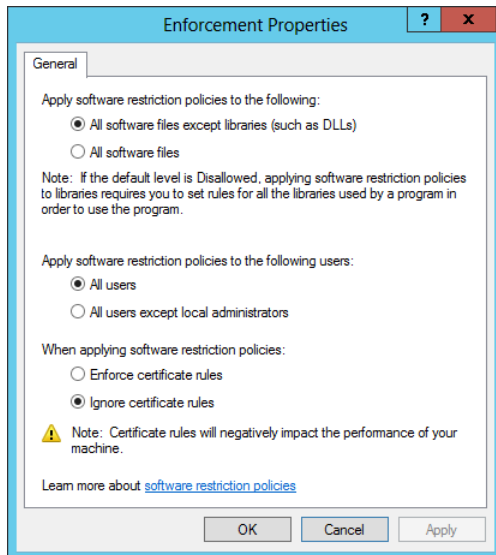 Enforcement Properties
?
x
General
Apply software restriction policies to the following:
All software files except libraries (such as DLLs)
All software files
Note: If the default level is Disallowed, applying software restriction policies
to libraries requires you to set rules for all the libraries used by a program in
order to use the program.
Apply software restriction policies to the following users:
All users
All users except local administrators
When applying software restriction policies:
Enforce certificate rules
Ignore certificate rules
Note: Certificate rules will negatively impact the performance of your
machine.
Learn more about software restriction policies
OK Cancel Apply